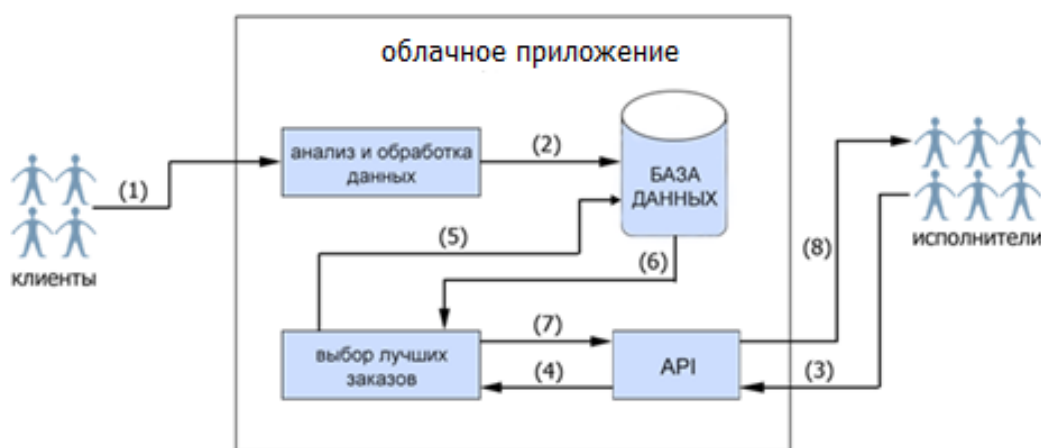 облачное приложение
анализ и обработка
данных
(2)
БАЗА
ДАННЫХ
(1)
клиенты
(5)
(6)
(8)
исполнители
выбор лучших
заказов
(7)
(4)
API
(3)